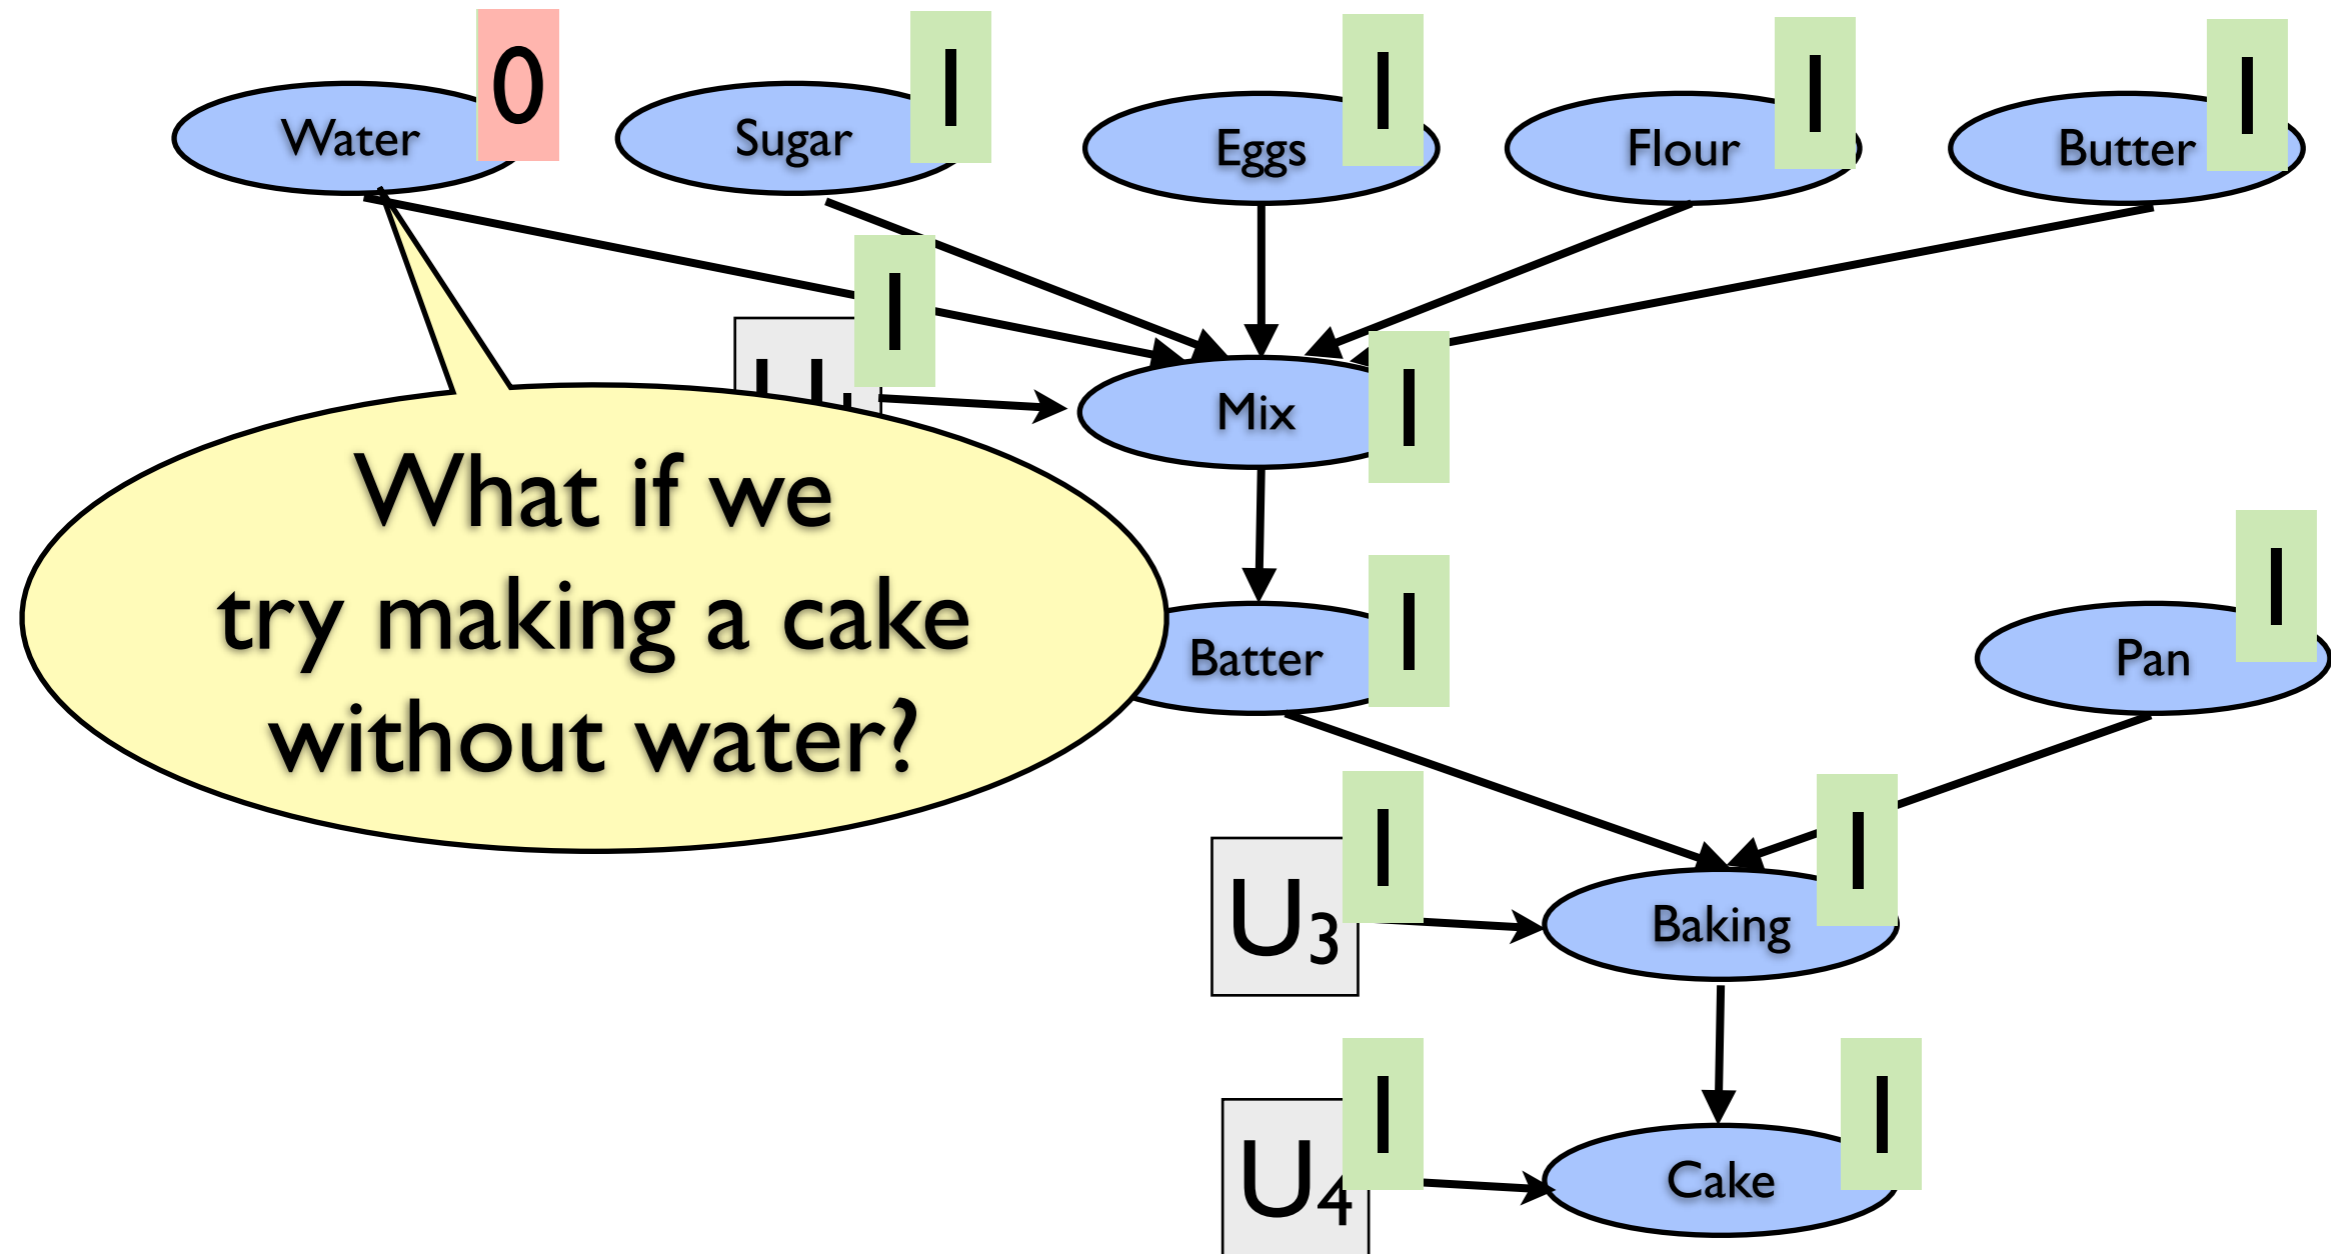 0
1
1
1
1
Water
Sugar
Eggs
Flour
Butter
1
1
Mix
What if we
try making a cake
without water?
1
Batter
1
Pan
1
U3
1
Baking
1
U4
1
Cake